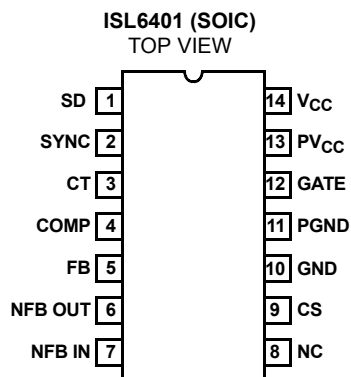 ISL6401 (SOIC)
TOP VIEW
SD 1 14 VCC
SYNC 2 13 PVCC
CT 3 12 GATE
COMP 4 11 PGND
FB 5 10 GND
NFB OUT 6 9 CS
NFB IN 7 8 NC